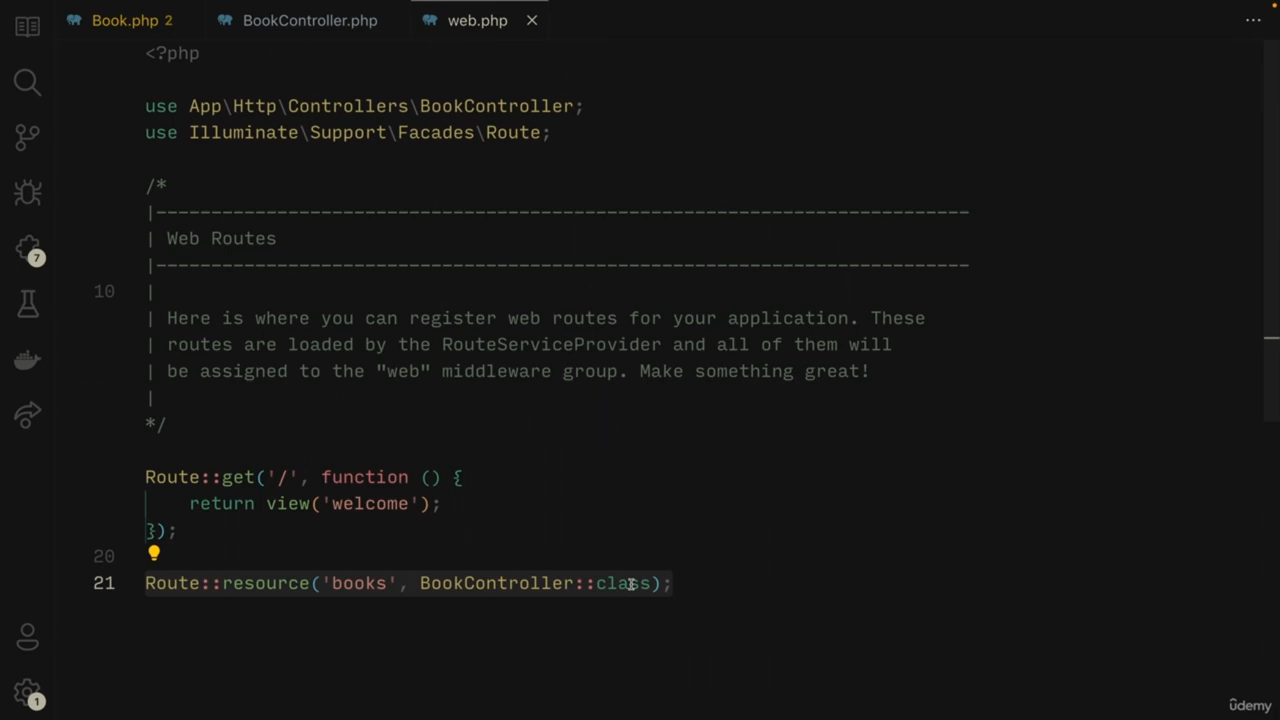 Book.php 2
BookController.php
web.php
<?php
use App\Http\Controllers\BookController;
use Illuminate\Support\Facades\Route;
/*
|--------------------------------------------------------------------------
| Web Routes
|--------------------------------------------------------------------------
10 |
| Here is where you can register web routes for your application. These
| routes are loaded by the RouteServiceProvider and all of them will
| be assigned to the "web" middleware group. Make something great!
|
*/
Route::get('/', function () {
    return view('welcome');
});
20
21 Route::resource('books', BookController::class);
7
1
ûdemy